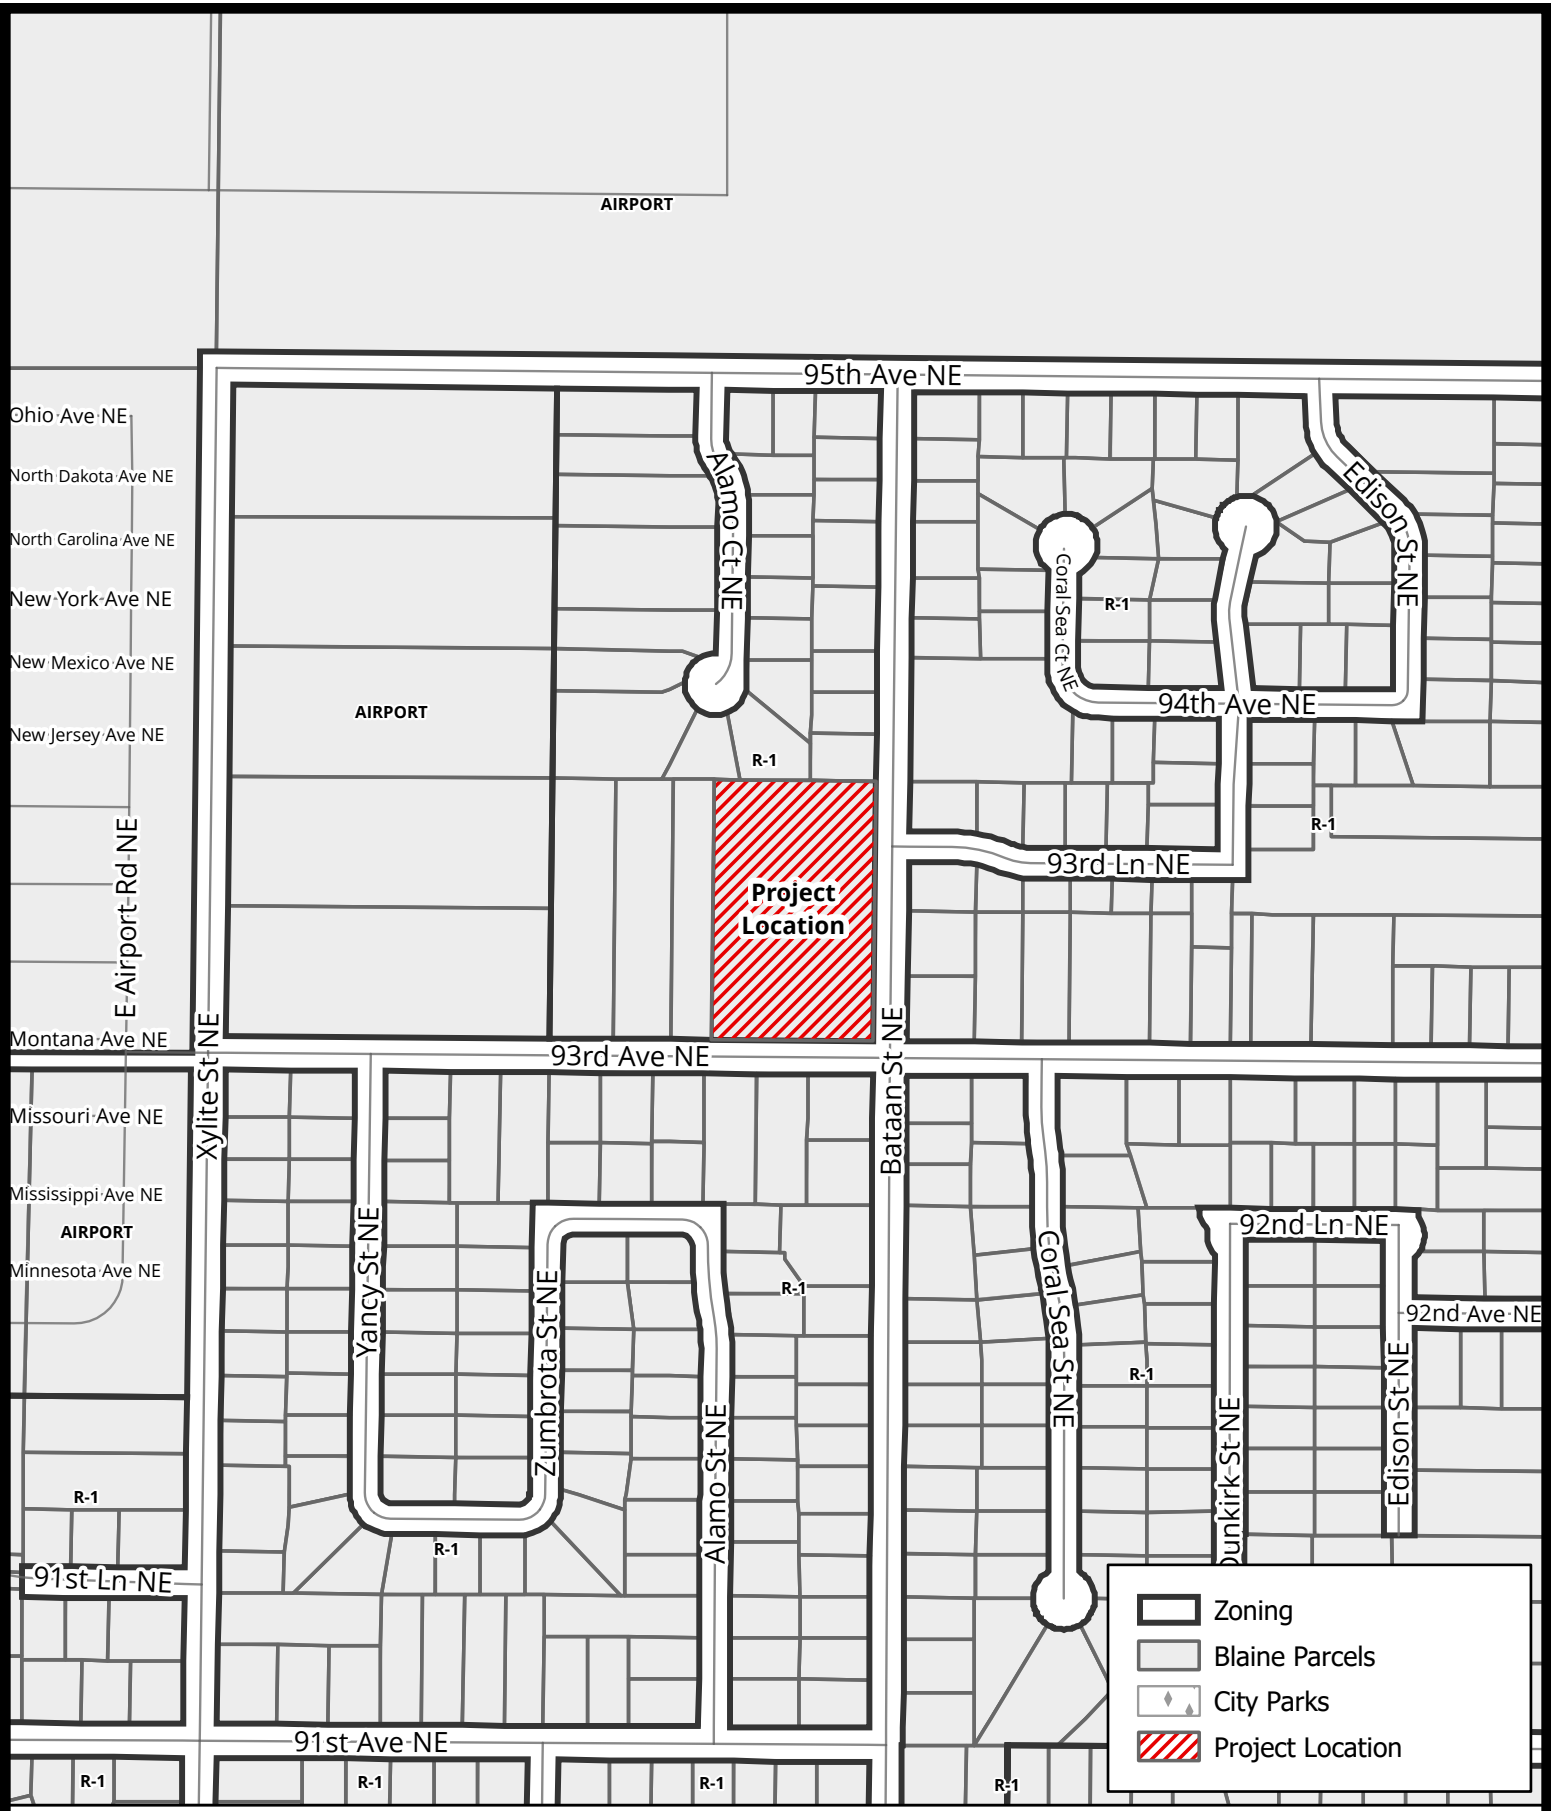 AIRPORT
95th Ave NE
Ohio Ave NE
North Dakota Ave NE
Alamo Ct NE
Edison St NE
North Carolina Ave NE
New York Ave NE
Coral Sea Ct NE
R-1
New Mexico Ave NE
94th Ave NE
AIRPORT
New Jersey Ave NE
R-1
R-1
E Airport Rd NE
93rd Ln NE
Project
Location
Montana Ave NE
Xylite St NE
93rd Ave NE
Bataan St NE
Missouri Ave NE
Mississippi Ave NE
AIRPORT
Yancy St NE
92nd Ln NE
Minnesota Ave NE
Zumbrota St NE
R-1
Coral Sea St NE
92nd Ave NE
R-1
Edison St NE
Alamo St NE
Dunkirk St NE
R-1
R-1
91st Ln NE
Zoning
Blaine Parcels
City Parks
Project Location
91st Ave NE
R-1
R-1
R-1
R-1